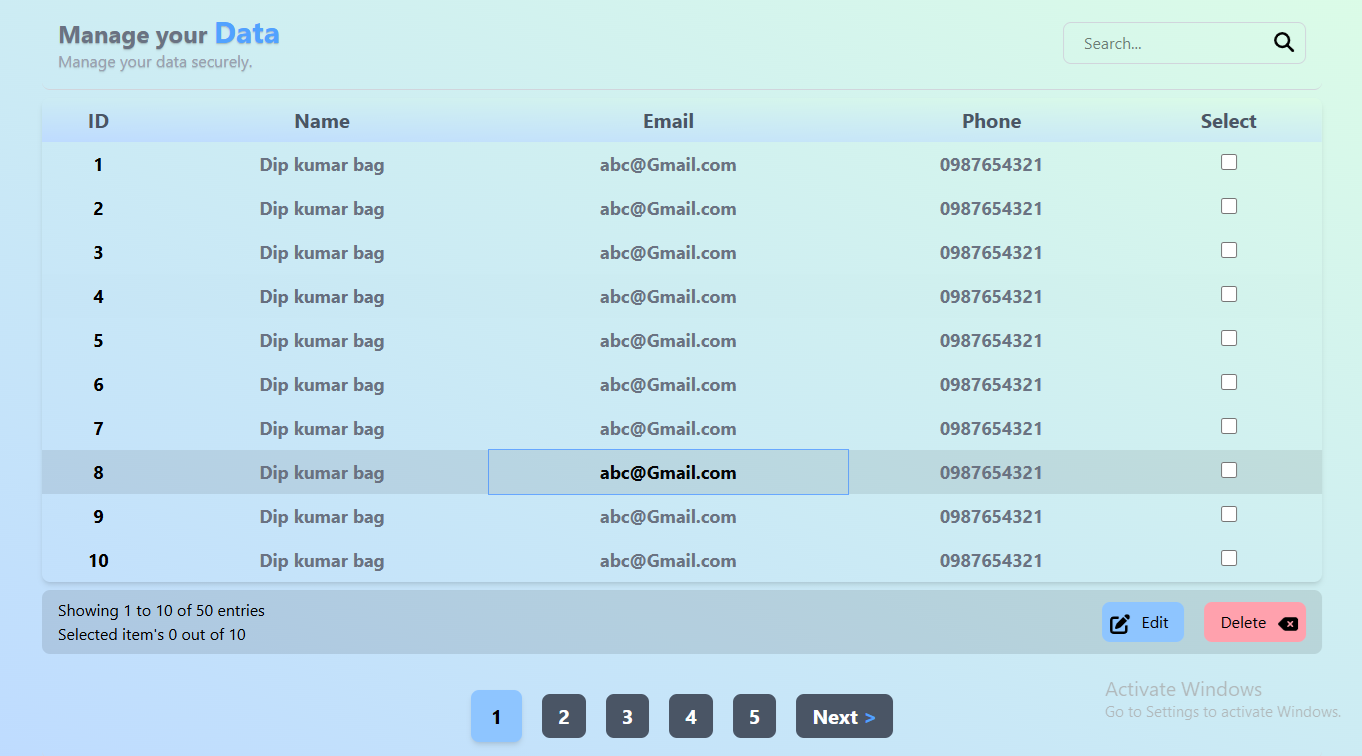 Manage your Data
Manage your data securely.
Search...
ID Name Email Phone Select
1 Dip kumar bag abc@Gmail.com 0987654321
2 Dip kumar bag abc@Gmail.com 0987654321
3 Dip kumar bag abc@Gmail.com 0987654321
4 Dip kumar bag abc@Gmail.com 0987654321
5 Dip kumar bag abc@Gmail.com 0987654321
6 Dip kumar bag abc@Gmail.com 0987654321
7 Dip kumar bag abc@Gmail.com 0987654321
8 Dip kumar bag abc@Gmail.com 0987654321
9 Dip kumar bag abc@Gmail.com 0987654321
10 Dip kumar bag abc@Gmail.com 0987654321
Showing 1 to 10 of 50 entries
Selected item's 0 out of 10
Edit Delete
1 2 3 4 5 Next >
Activate Windows
Go to Settings to activate Windows.